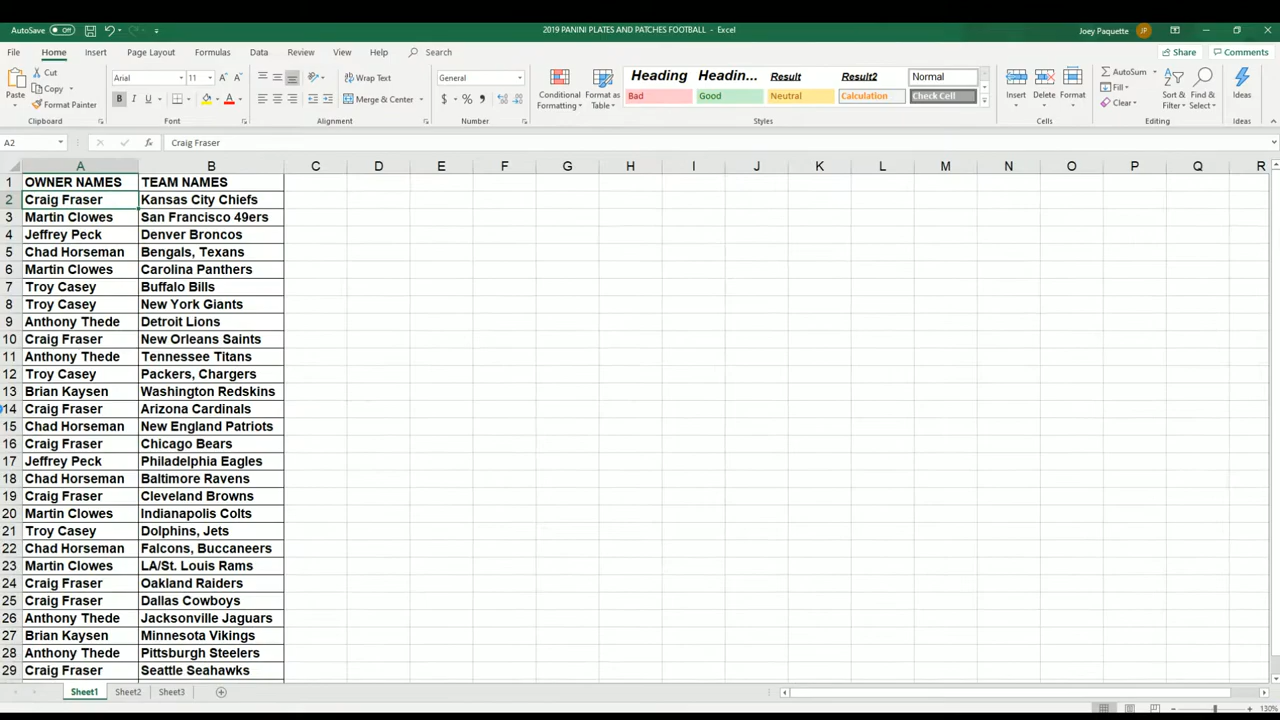 AutoSave Off 2019 PANINI PLATES AND PATCHES FOOTBALL - Excel Joey Paquette JP
File Home Insert Page Layout Formulas Data Review View Help Search Share Comments
Paste Cut Copy Format Painter Clipboard
Arial 11 Font
Wrap Text Merge & Center Alignment
General Number
Conditional Formatting Format as Table
Heading Headin... Result Result2 Normal
Bad Good Neutral Calculation Check Cell
Styles
Insert Delete Format Cells
AutoSum Fill Clear Sort & Filter Find & Select Editing
Ideas Ideas
A2 fx Craig Fraser
A B C D E F G H I J K L M N O P Q R
1 OWNER NAMES TEAM NAMES
2 Craig Fraser Kansas City Chiefs
3 Martin Clowes San Francisco 49ers
4 Jeffrey Peck Denver Broncos
5 Chad Horseman Bengals, Texans
6 Martin Clowes Carolina Panthers
7 Troy Casey Buffalo Bills
8 Troy Casey New York Giants
9 Anthony Thede Detroit Lions
10 Craig Fraser New Orleans Saints
11 Anthony Thede Tennessee Titans
12 Troy Casey Packers, Chargers
13 Brian Kaysen Washington Redskins
14 Craig Fraser Arizona Cardinals
15 Chad Horseman New England Patriots
16 Craig Fraser Chicago Bears
17 Jeffrey Peck Philadelphia Eagles
18 Chad Horseman Baltimore Ravens
19 Craig Fraser Cleveland Browns
20 Martin Clowes Indianapolis Colts
21 Troy Casey Dolphins, Jets
22 Chad Horseman Falcons, Buccaneers
23 Martin Clowes LA/St. Louis Rams
24 Craig Fraser Oakland Raiders
25 Craig Fraser Dallas Cowboys
26 Anthony Thede Jacksonville Jaguars
27 Brian Kaysen Minnesota Vikings
28 Anthony Thede Pittsburgh Steelers
29 Craig Fraser Seattle Seahawks
Sheet1 Sheet2 Sheet3
130%